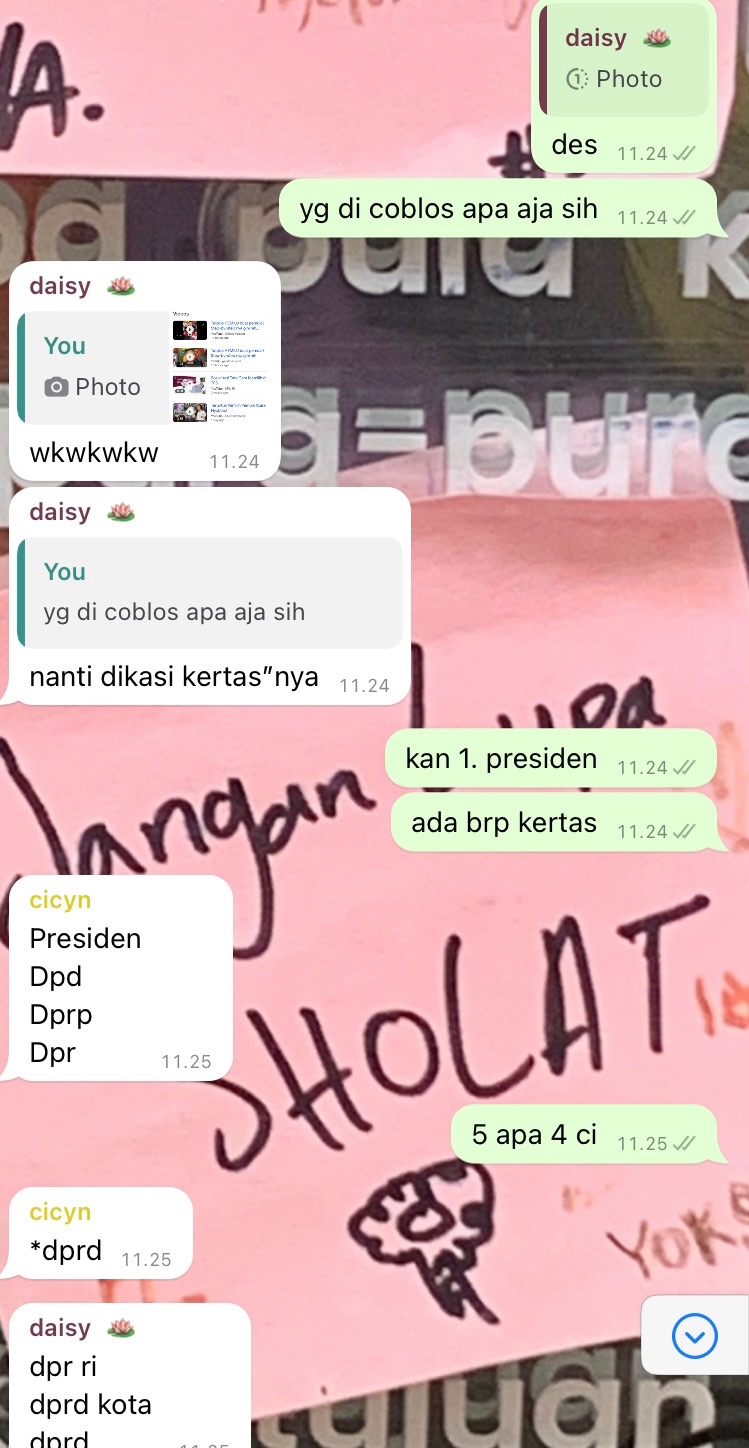 A.
daisy 🪷
Photo
des 11.24
yg di coblos apa aja sih 11.24
daisy 🪷
You
Photo
Videos
wkwkwkw 11.24
daisy 🪷
You
yg di coblos apa aja sih
nanti dikasi kertas”nya 11.24
kan 1. presiden 11.24
ada brp kertas 11.24
Jangan Lupa
cicyn
Presiden
Dpd
Dprp
Dpr 11.25
SHOLAT
5 apa 4 ci 11.25
cicyn
*dprd 11.25
daisy 🪷
dpr ri
dprd kota
dprd 11.25